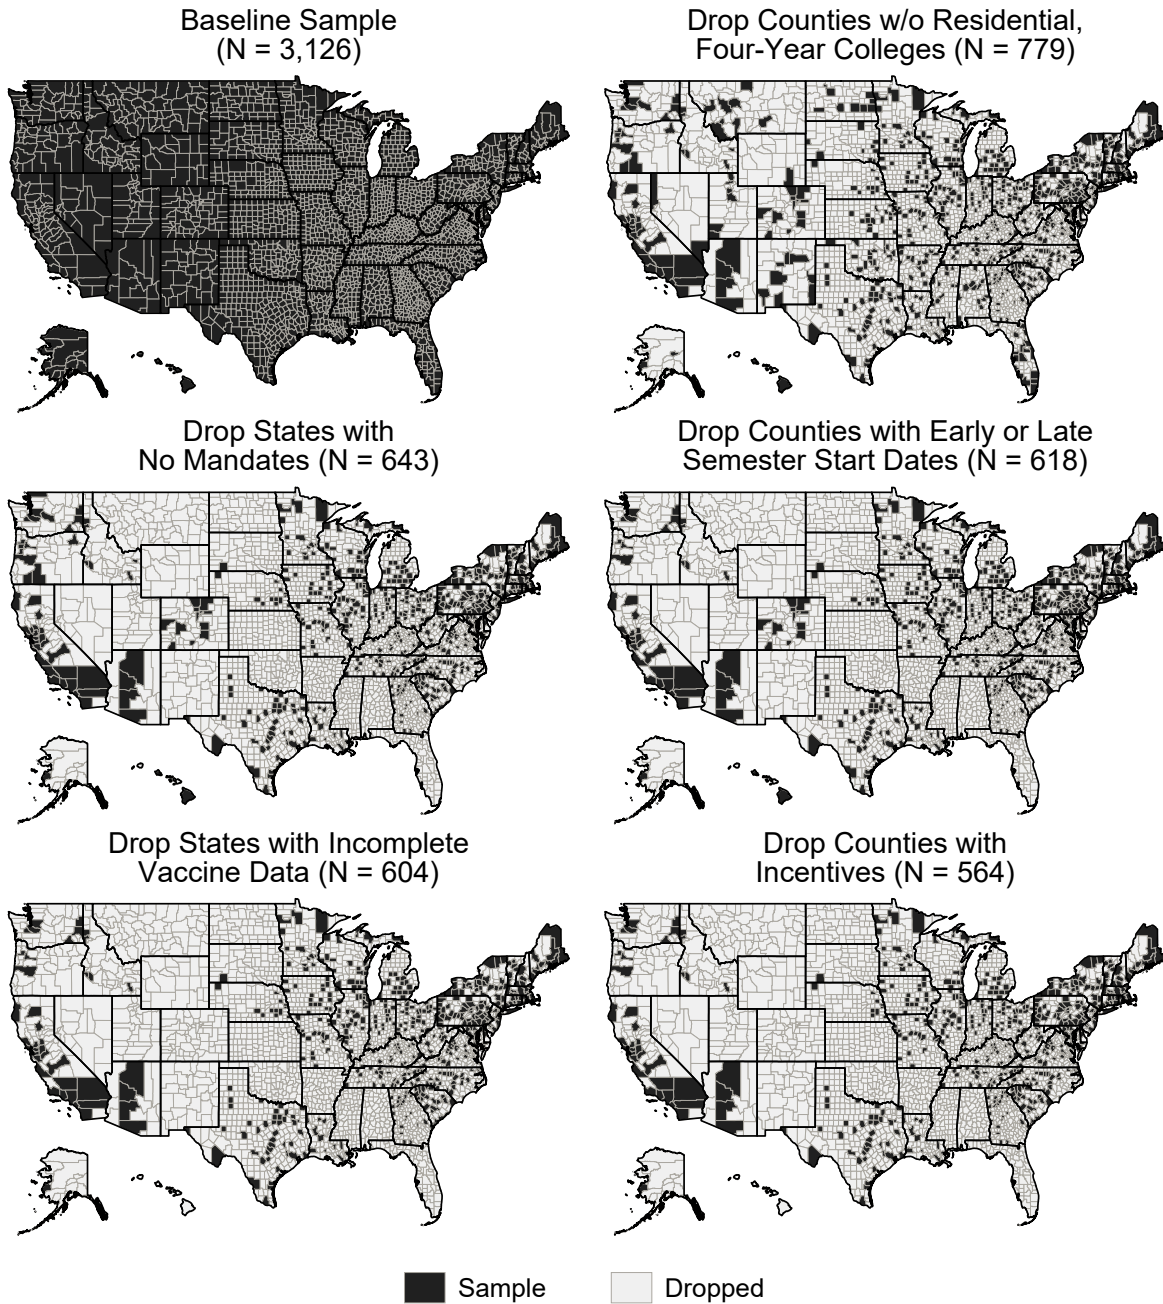 Baseline Sample
(N = 3,126)
Drop Counties w/o Residential,
Four-Year Colleges (N = 779)
Drop States with
No Mandates (N = 643)
Drop Counties with Early or Late
Semester Start Dates (N = 618)
Drop States with Incomplete
Vaccine Data (N = 604)
Drop Counties with
Incentives (N = 564)
Sample
Dropped